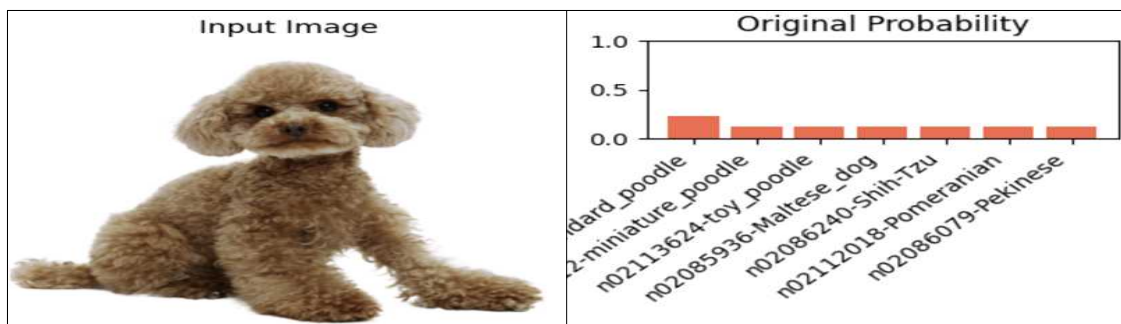 Input Image
Original Probability
1.0
0.5
0.0
ndard_poodle
2-miniature_poodle
n02113624-toy_poodle
n02085936-Maltese_dog
n02086240-Shih-Tzu
n02112018-Pomeranian
n02086079-Pekinese